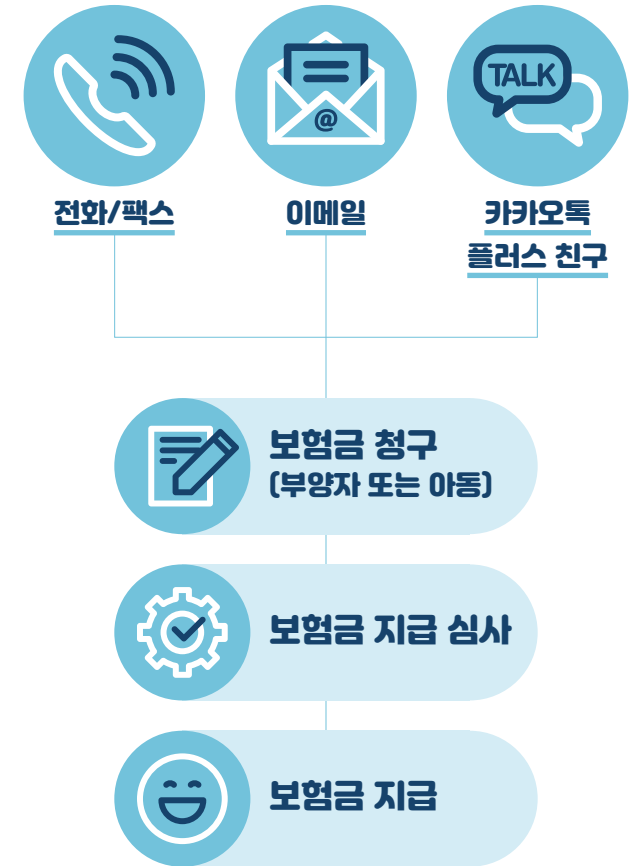 TALK
@
전화/팩스
이메일
카카오톡
플러스 친구
보험금 청구
(부양자 또는 아동)
보험금 지급 심사
보험금 지급